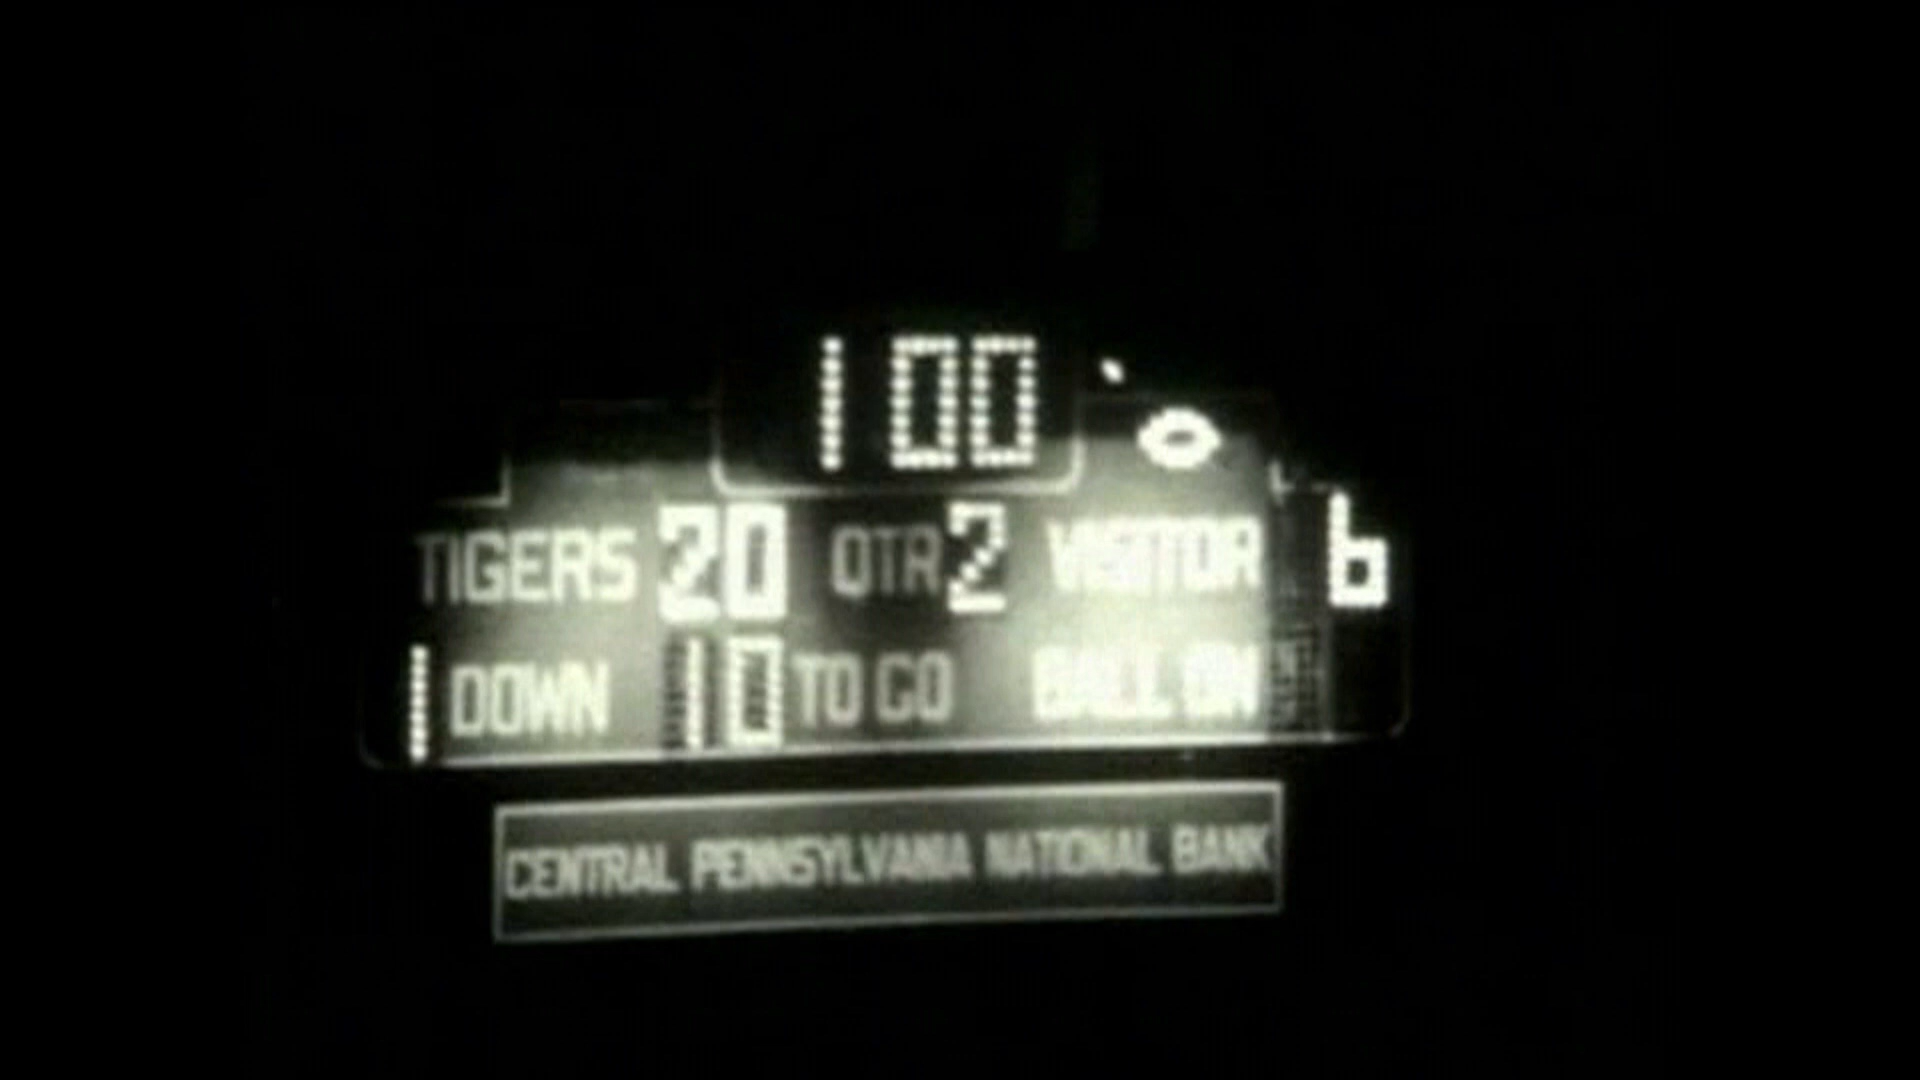 1 00
TIGERS 20 QTR 2 VISITOR 6
1 DOWN 10 TO GO BALL ON
CENTRAL PENNSYLVANIA NATIONAL BANK